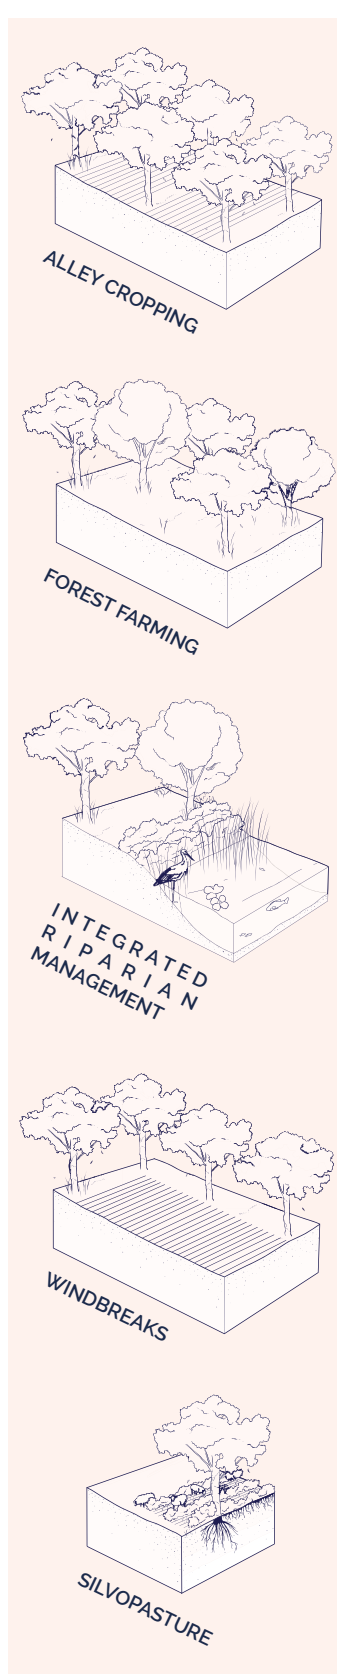 ALLEY CROPPING
FOREST FARMING
INTEGRATED
RIPARIAN
MANAGEMENT
WINDBREAKS
SILVOPASTURE